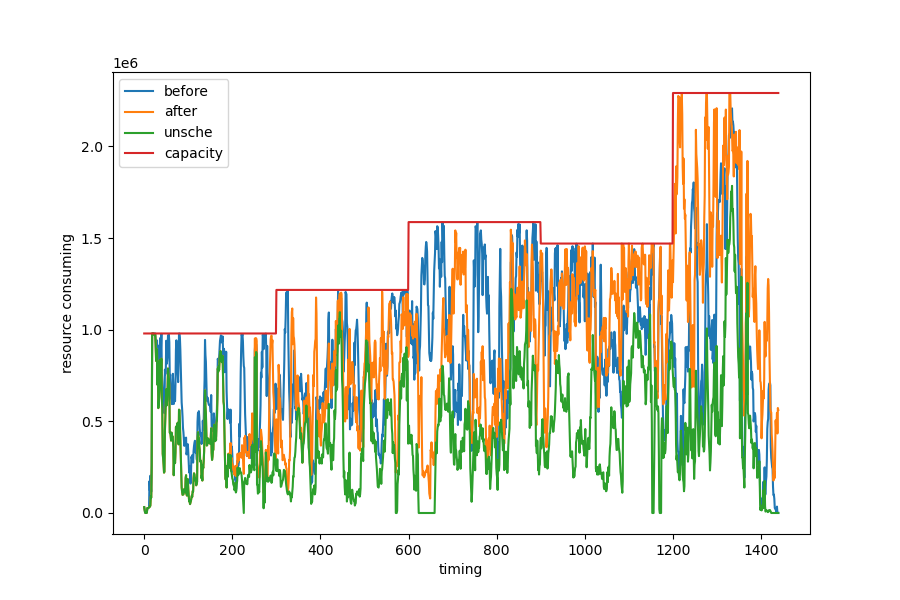 1e6
before
after
unsche
capacity
2.0
1.5
1.0
0.5
0.0
resource consuming
0 200 400 600 800 1000 1200 1400
timing